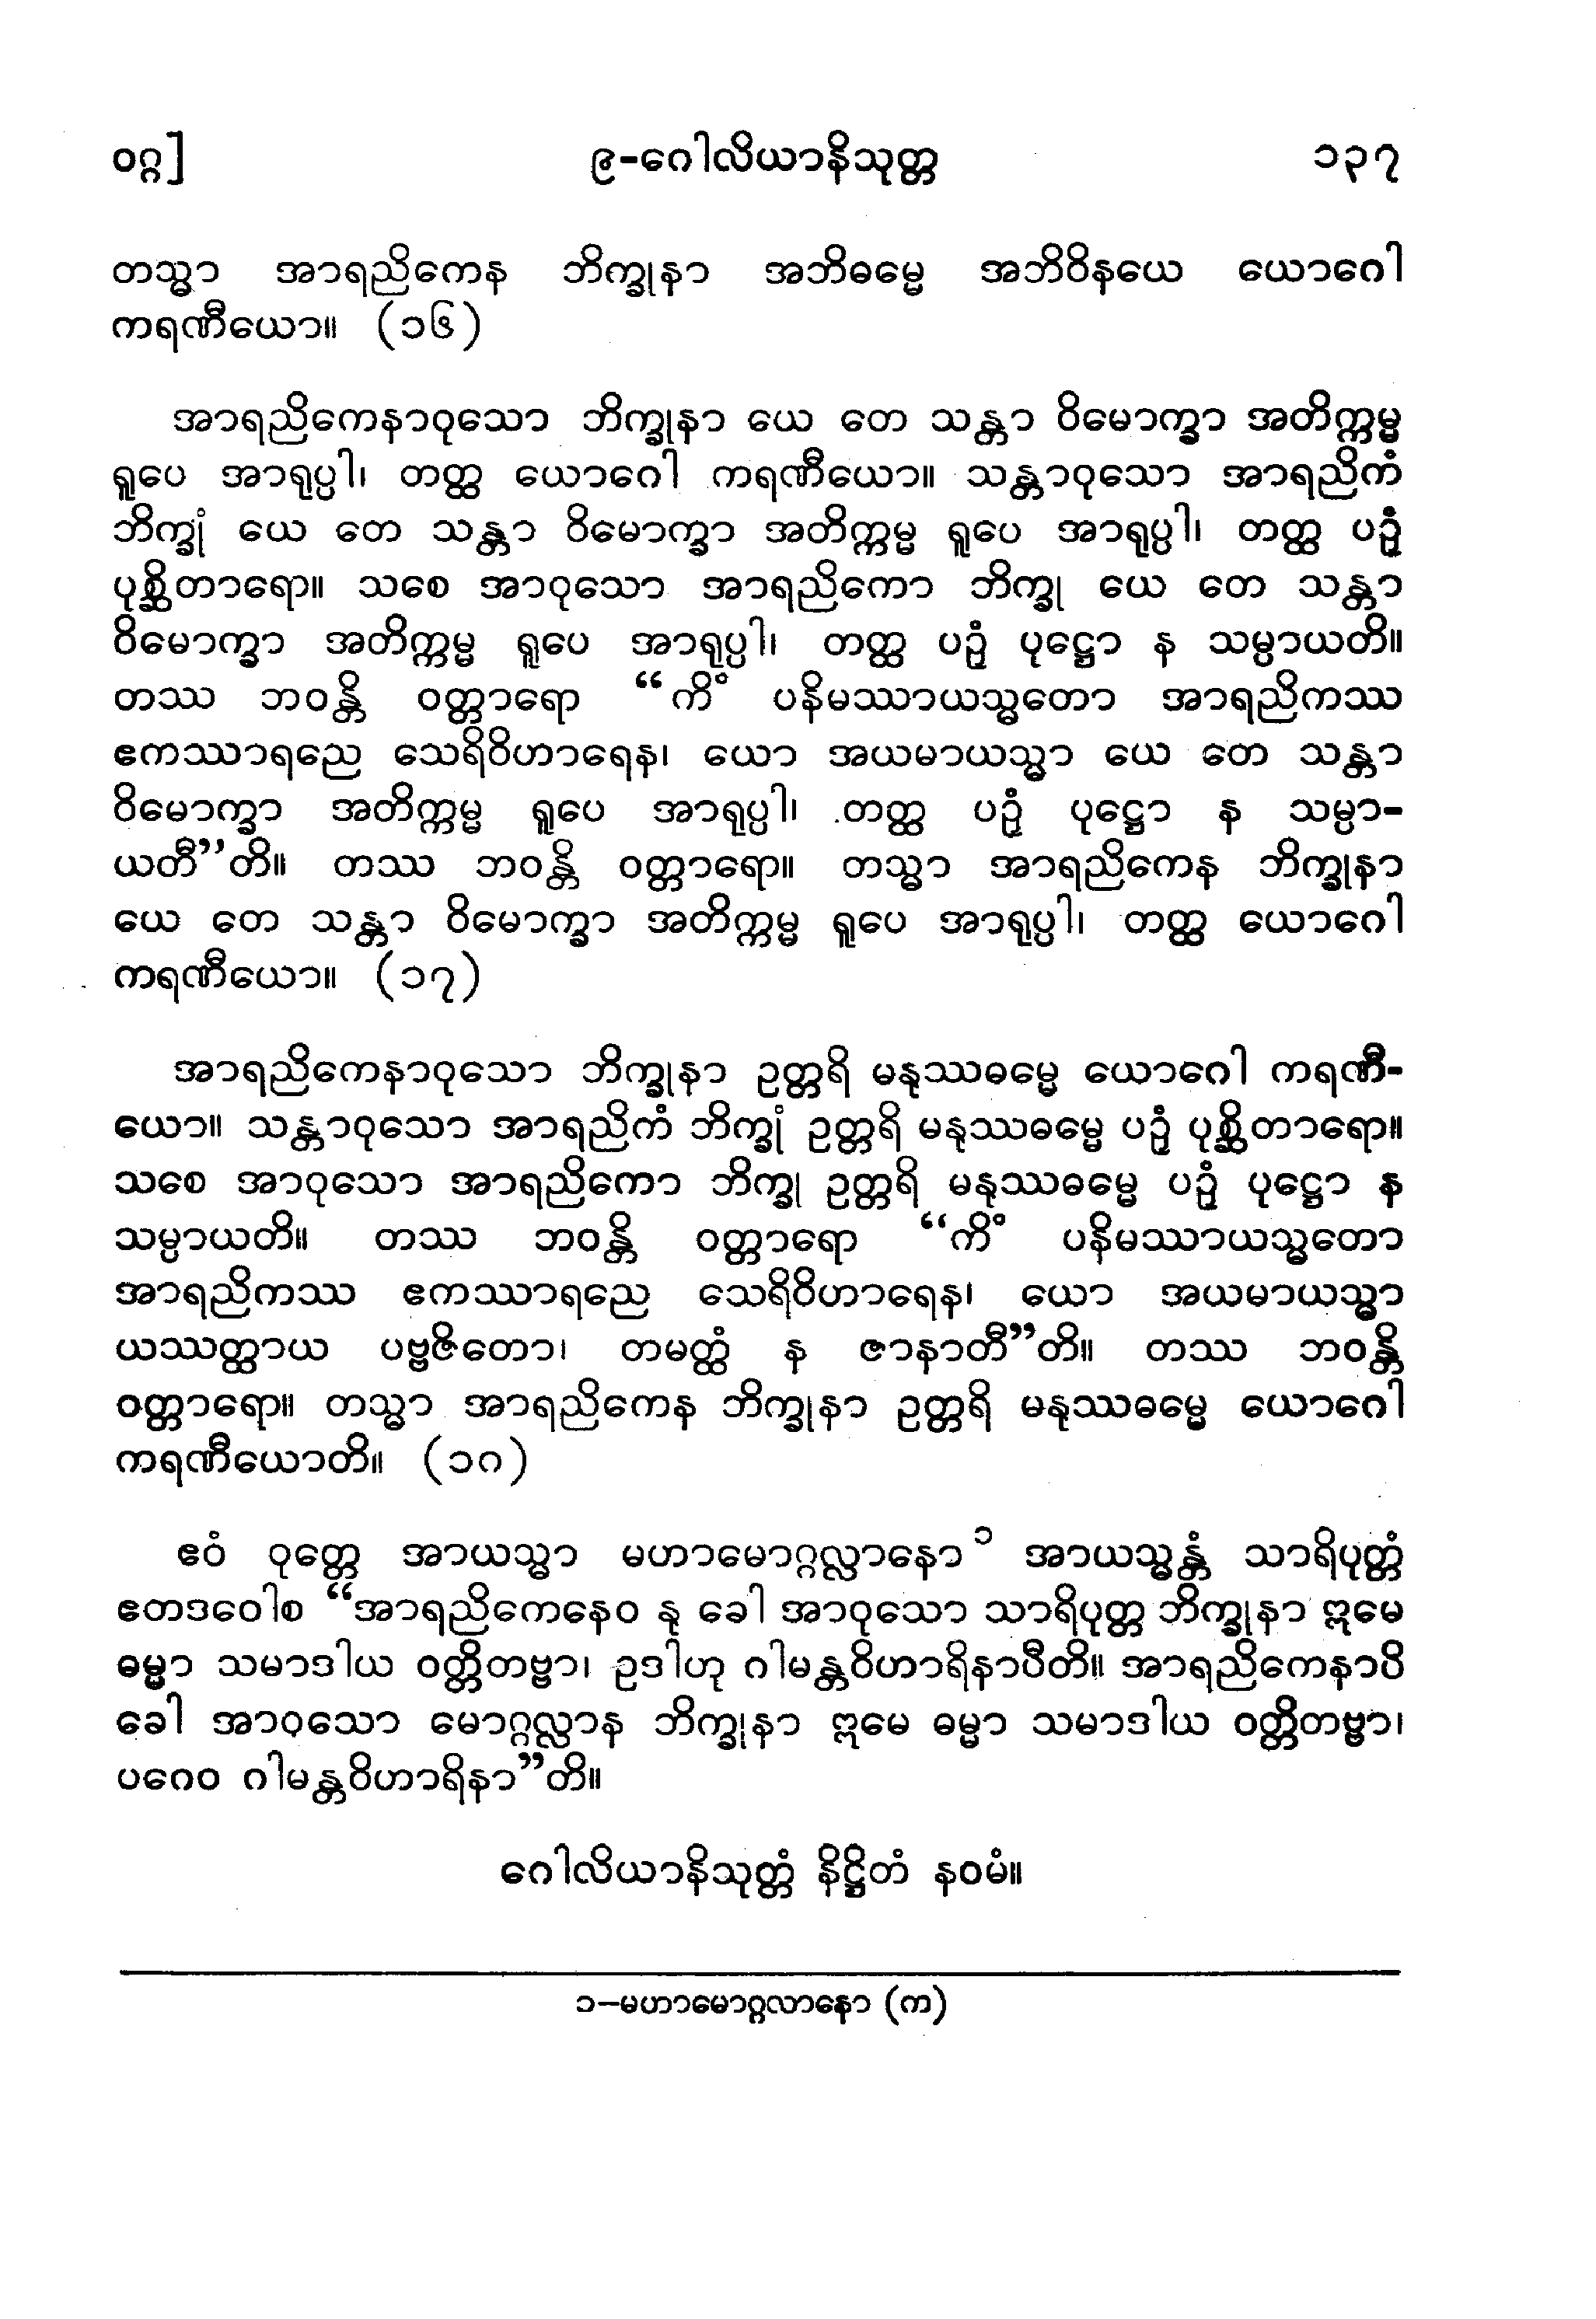 ဝဂ္ဂ] ၉-ဂေါလိယာနိသုတ္တ ၁၃၇
တသ္မာ အာရညိကေန ဘိက္ခုနာ အဘိဓမ္မေ အဘိဝိနယေ ယောဂေါ
ကရဏီယော။ (၁၆)
အာရညိကေနာဝုသော ဘိက္ခုနာ ယေ တေ သန္တာ ဝိမောက္ခာ အတိက္ကမ္မ
ရူပေ အာရုပ္ပါ၊ တတ္ထ ယောဂေါ ကရဏီယော။ သန္တာဝုသော အာရညိကံ
ဘိက္ခုံ ယေ တေ သန္တာ ဝိမောက္ခာ အတိက္ကမ္မ ရူပေ အာရုပ္ပါ၊ တတ္ထ ပဉှံ
ပုစ္ဆိတာရော။ သစေ အာဝုသော အာရညိကော ဘိက္ခု ယေ တေ သန္တာ
ဝိမောက္ခာ အတိက္ကမ္မ ရူပေ အာရုပ္ပါ၊ တတ္ထ ပဉှံ ပုဋ္ဌော န သမ္ပာယတိ။
တဿ ဘဝန္တိ ဝတ္တာရော “ကိံ ပနိမဿာယသ္မတော အာရညိကဿ
ဧကဿာရညေ သေရိဝိဟာရေန၊ ယော အယမာယသ္မာ ယေ တေ သန္တာ
ဝိမောက္ခာ အတိက္ကမ္မ ရူပေ အာရုပ္ပါ၊ တတ္ထ ပဉှံ ပုဋ္ဌော န သမ္ပာ-
ယတီ”တိ။ တဿ ဘဝန္တိ ဝတ္တာရော။ တသ္မာ အာရညိကေန ဘိက္ခုနာ
ယေ တေ သန္တာ ဝိမောက္ခာ အတိက္ကမ္မ ရူပေ အာရုပ္ပါ၊ တတ္ထ ယောဂေါ
ကရဏီယော။ (၁၇)
အာရညိကေနာဝုသော ဘိက္ခုနာ ဥတ္တရိ မနုဿဓမ္မေ ယောဂေါ ကရဏီ-
ယော။ သန္တာဝုသော အာရညိကံ ဘိက္ခုံ ဥတ္တရိ မနုဿဓမ္မေ ပဉှံ ပုစ္ဆိတာရော။
သစေ အာဝုသော အာရညိကော ဘိက္ခု ဥတ္တရိ မနုဿဓမ္မေ ပဉှံ ပုဋ္ဌော န
သမ္ပာယတိ။ တဿ ဘဝန္တိ ဝတ္တာရော “ကိံ ပနိမဿာယသ္မတော
အာရညိကဿ ဧကဿာရညေ သေရိဝိဟာရေန၊ ယော အယမာယသ္မာ
ယဿတ္ထာယ ပဗ္ဗဇိတော၊ တမတ္ထံ န ဇာနာတီ”တိ။ တဿ ဘဝန္တိ
ဝတ္တာရော။ တသ္မာ အာရညိကေန ဘိက္ခုနာ ဥတ္တရိ မနုဿဓမ္မေ ယောဂေါ
ကရဏီယောတိ။ (၁၈)
ဧဝံ ဝုတ္တေ အာယသ္မာ မဟာမောဂ္ဂလ္လာနော ၁ အာယသ္မန္တံ သာရိပုတ္တံ
ဧတဒဝေါစ “အာရညိကေနေဝ နု ခေါ အာဝုသော သာရိပုတ္တ ဘိက္ခုနာ ဣမေ
ဓမ္မာ သမာဒါယ ဝတ္တိတဗ္ဗာ၊ ဥဒါဟု ဂါမန္တဝိဟာရိနာပီတိ။ အာရညိကေနာပိ
ခေါ အာဝုသော မောဂ္ဂလ္လာန ဘိက္ခုနာ ဣမေ ဓမ္မာ သမာဒါယ ဝတ္တိတဗ္ဗာ၊
ပဂေဝ ဂါမန္တဝိဟာရိနာ”တိ။
ဂေါလိယာနိသုတ္တံ နိဋ္ဌိတံ နဝမံ။
၁−မဟာမောဂ္ဂလာနော (က)